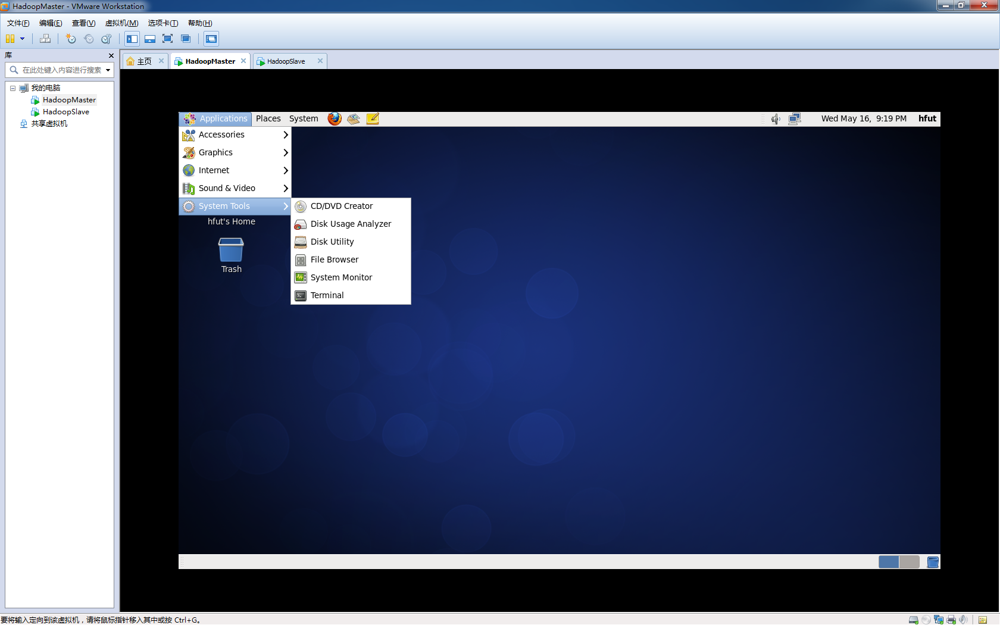 HadoopMaster - VMware Workstation
文件(F) 编辑(E) 查看(V) 虚拟机(M) 选项卡(T) 帮助(H)
库
在此处键入内容进行搜索
我的电脑
HadoopMaster
HadoopSlave
共享虚拟机
主页 HadoopMaster HadoopSlave
Applications Places System Wed May 16, 9:19 PM hfut
Accessories
Graphics
Internet
Sound & Video
System Tools
CD/DVD Creator
Disk Usage Analyzer
Disk Utility
File Browser
System Monitor
Terminal
hfut's Home
Trash
要将输入定向到该虚拟机，请将鼠标指针移入其中或按 Ctrl+G。